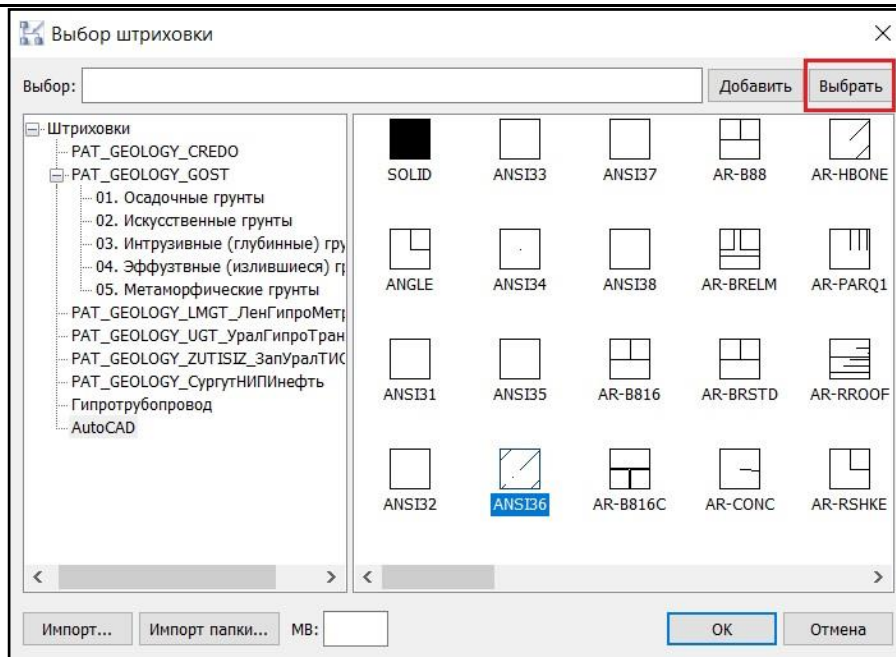 Выбор штриховки
Выбор:
Добавить
Выбрать
Штриховки
PAT_GEOLOGY_CREDO
PAT_GEOLOGY_GOST
01. Осадочные грунты
02. Искусственные грунты
03. Интрузивные (глубинные) гру
04. Эффузтвные (излившиеся) гр
05. Метаморфические грунты
PAT_GEOLOGY_LMGT_ЛенГипроМетр
PAT_GEOLOGY_UGT_УралГипроТран
PAT_GEOLOGY_ZUTISIZ_ЗапУралТИС
PAT_GEOLOGY_СургутНИПИнефть
Гипротрубопровод
AutoCAD
SOLID ANSI33 ANSI37 AR-B88 AR-HBONE
ANGLE ANSI34 ANSI38 AR-BRELM AR-PARQ1
ANSI31 ANSI35 AR-B816 AR-BRSTD AR-RROOF
ANSI32 ANSI36 AR-B816C AR-CONC AR-RSHKE
Импорт... Импорт папки... МВ: OK Отмена